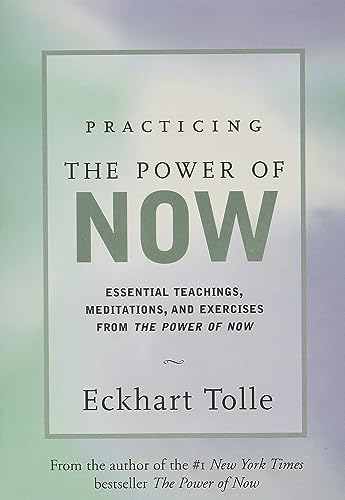 PRACTICING
THE POWER OF
NOW
ESSENTIAL TEACHINGS,
MEDITATIONS, AND EXERCISES
FROM THE POWER OF NOW
~
Eckhart Tolle
From the author of the #1 New York Times
bestseller The Power of Now